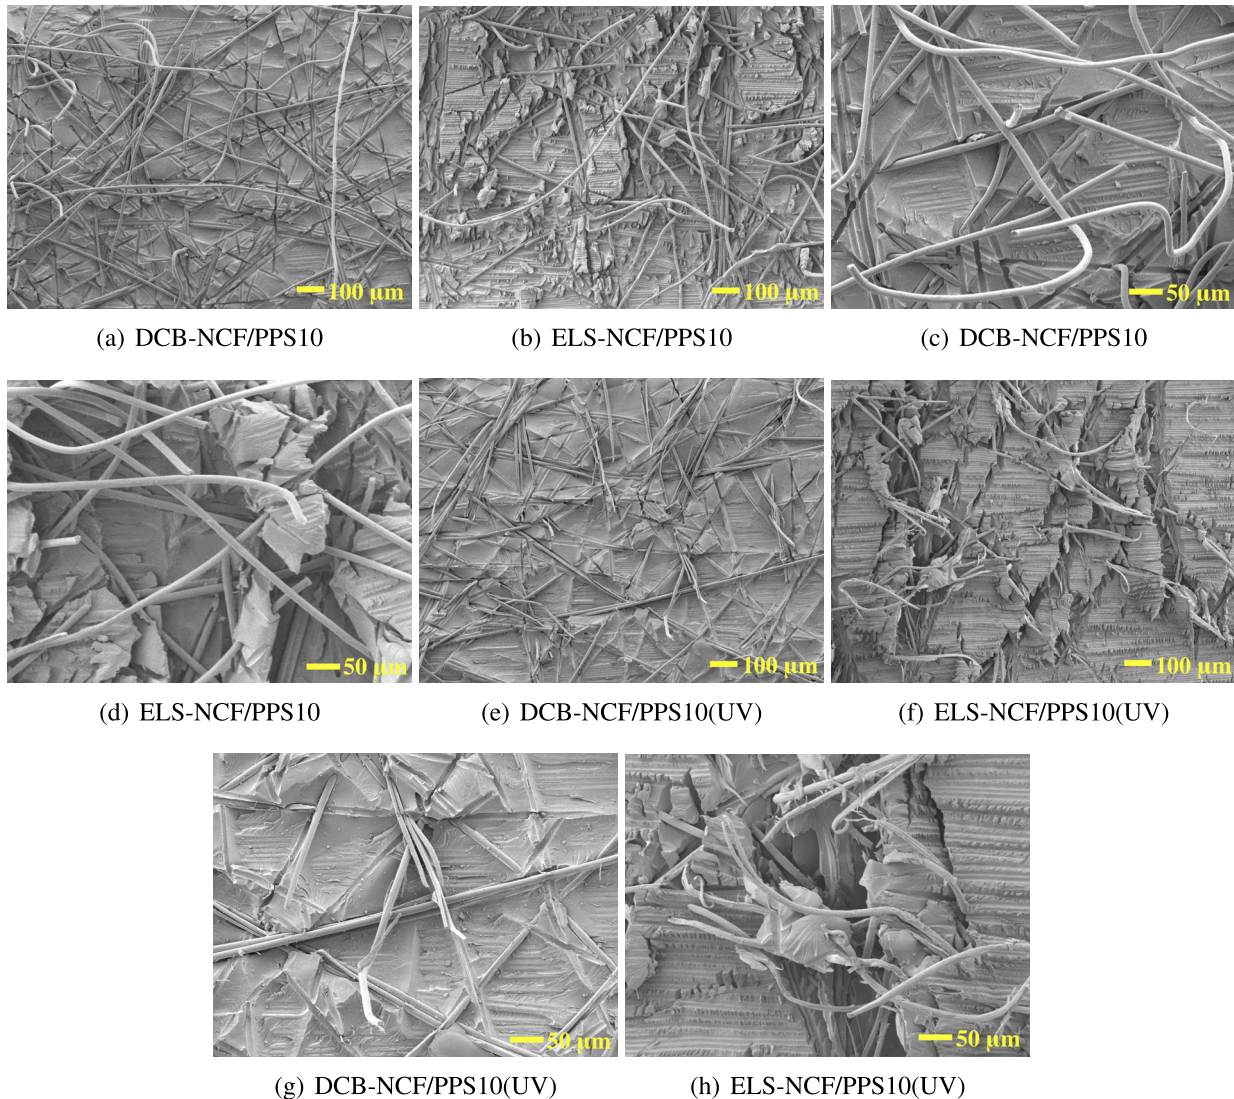 100 µm
100 µm
50 µm
(a) DCB-NCF/PPS10
(b) ELS-NCF/PPS10
(c) DCB-NCF/PPS10
50 µm
100 µm
100 µm
(d) ELS-NCF/PPS10
(e) DCB-NCF/PPS10(UV)
(f) ELS-NCF/PPS10(UV)
50 µm
50 µm
(g) DCB-NCF/PPS10(UV)
(h) ELS-NCF/PPS10(UV)